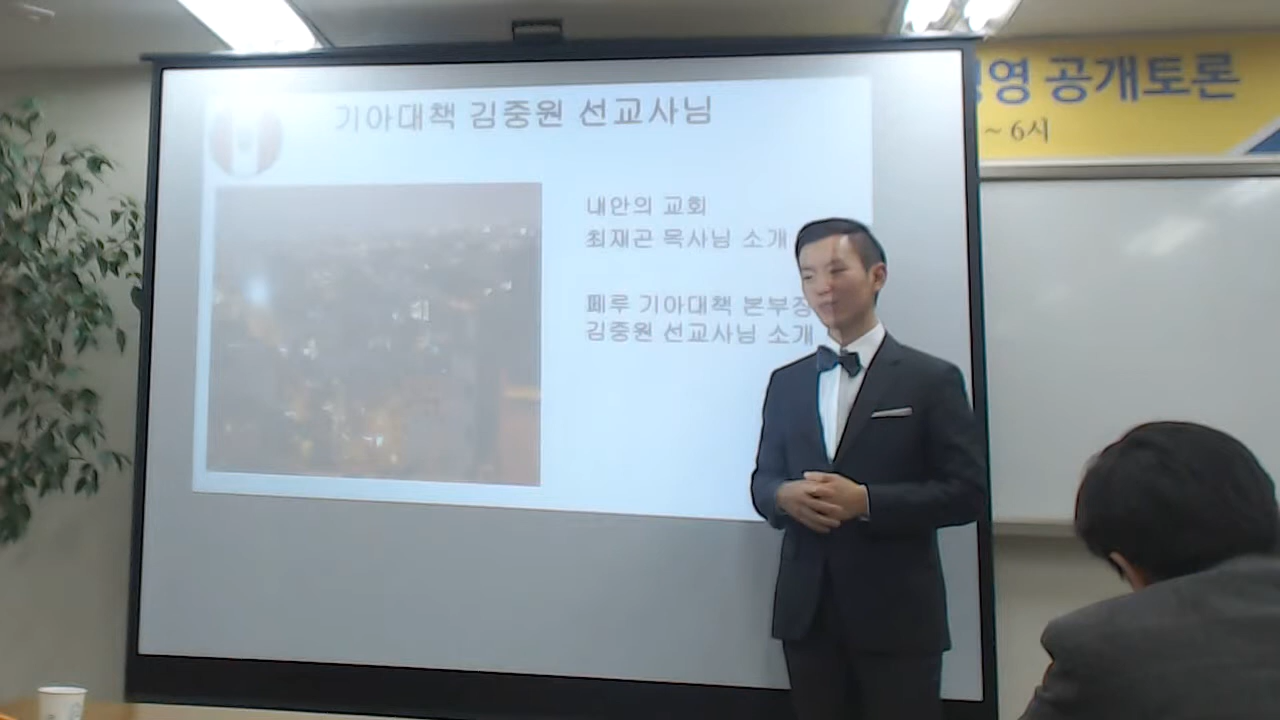 기아대책 김중원 선교사님
내안의 교회
최재곤 목사님 소개
페루 기아대책 본부장
김중원 선교사님 소개
영 공개토론
~ 6시